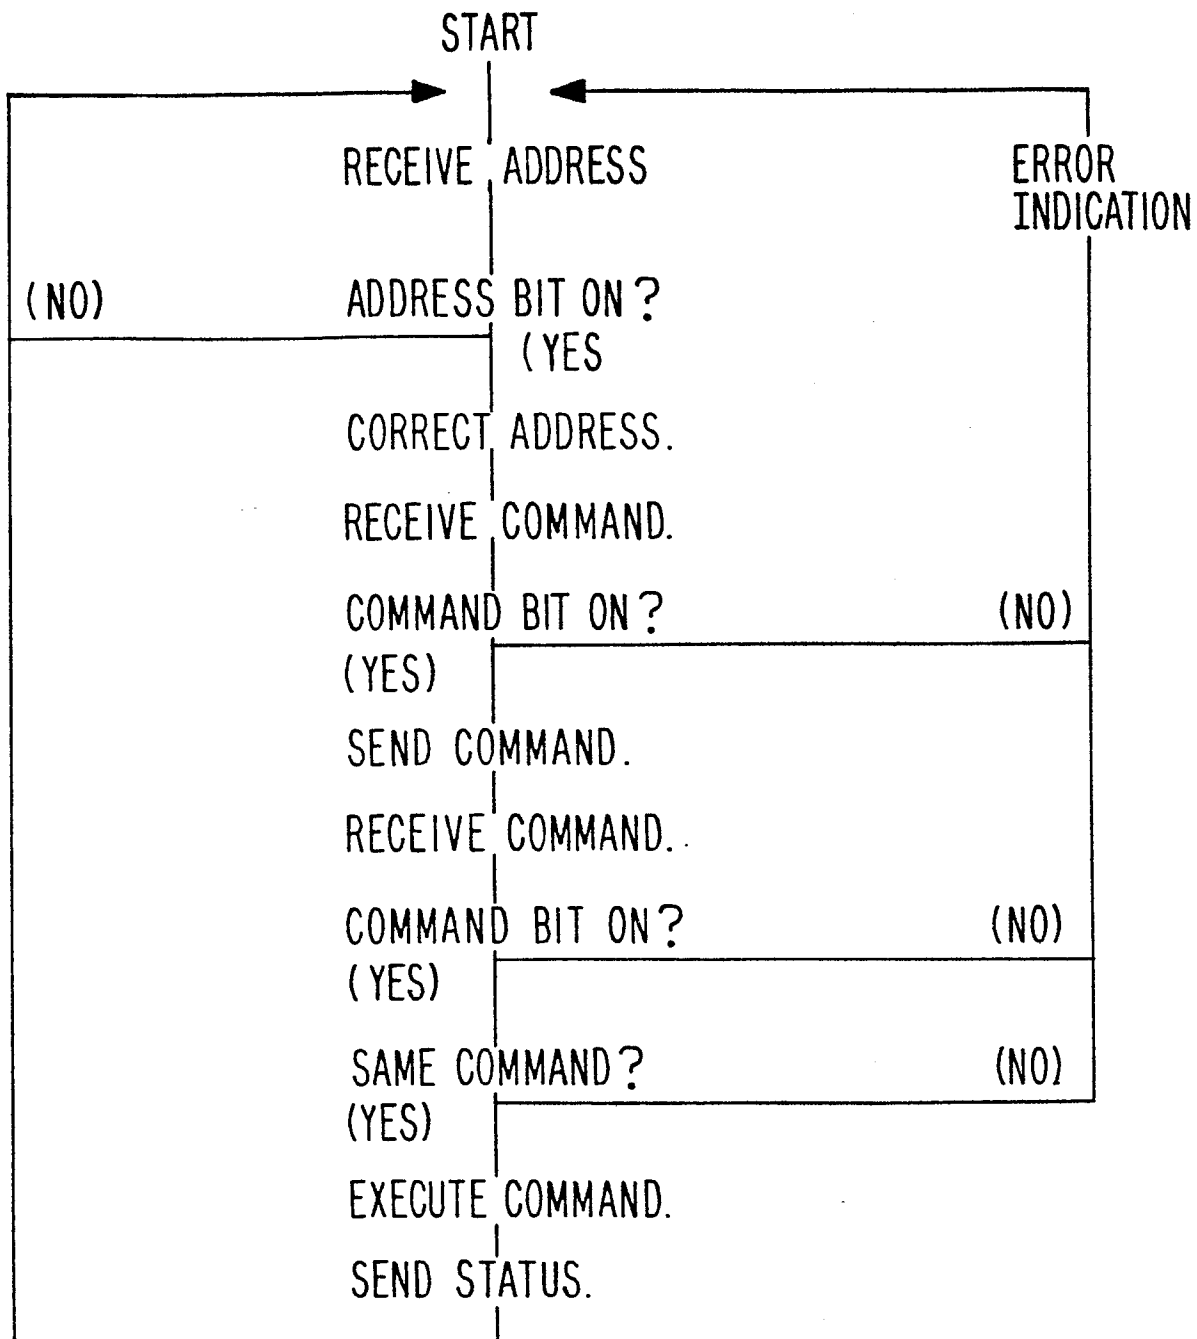 START
RECEIVE ADDRESS
ERROR
INDICATION
(NO)
ADDRESS BIT ON?
(YES
CORRECT ADDRESS.
RECEIVE COMMAND.
COMMAND BIT ON?
(NO)
(YES)
SEND COMMAND.
RECEIVE COMMAND.
COMMAND BIT ON?
(NO)
(YES)
SAME COMMAND?
(NO)
(YES)
EXECUTE COMMAND.
SEND STATUS.